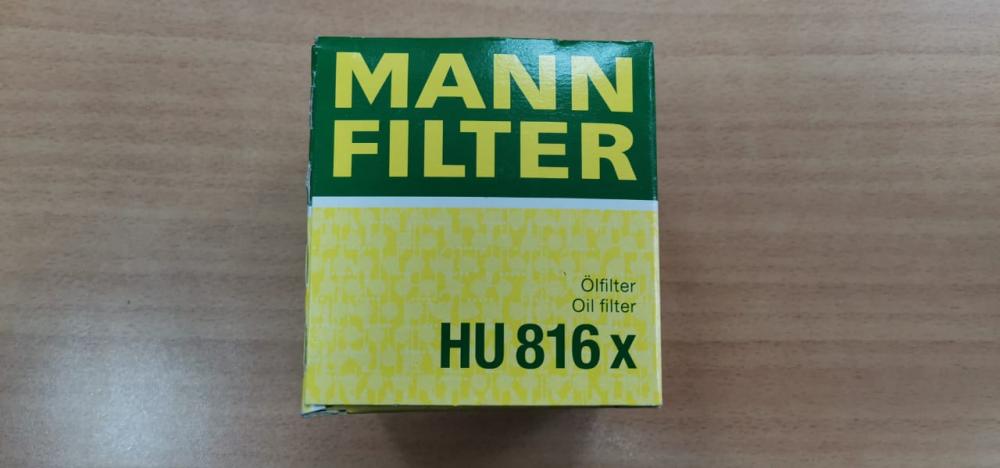 MANN
FILTER
Ölfilter
Oil filter
HU 816 x